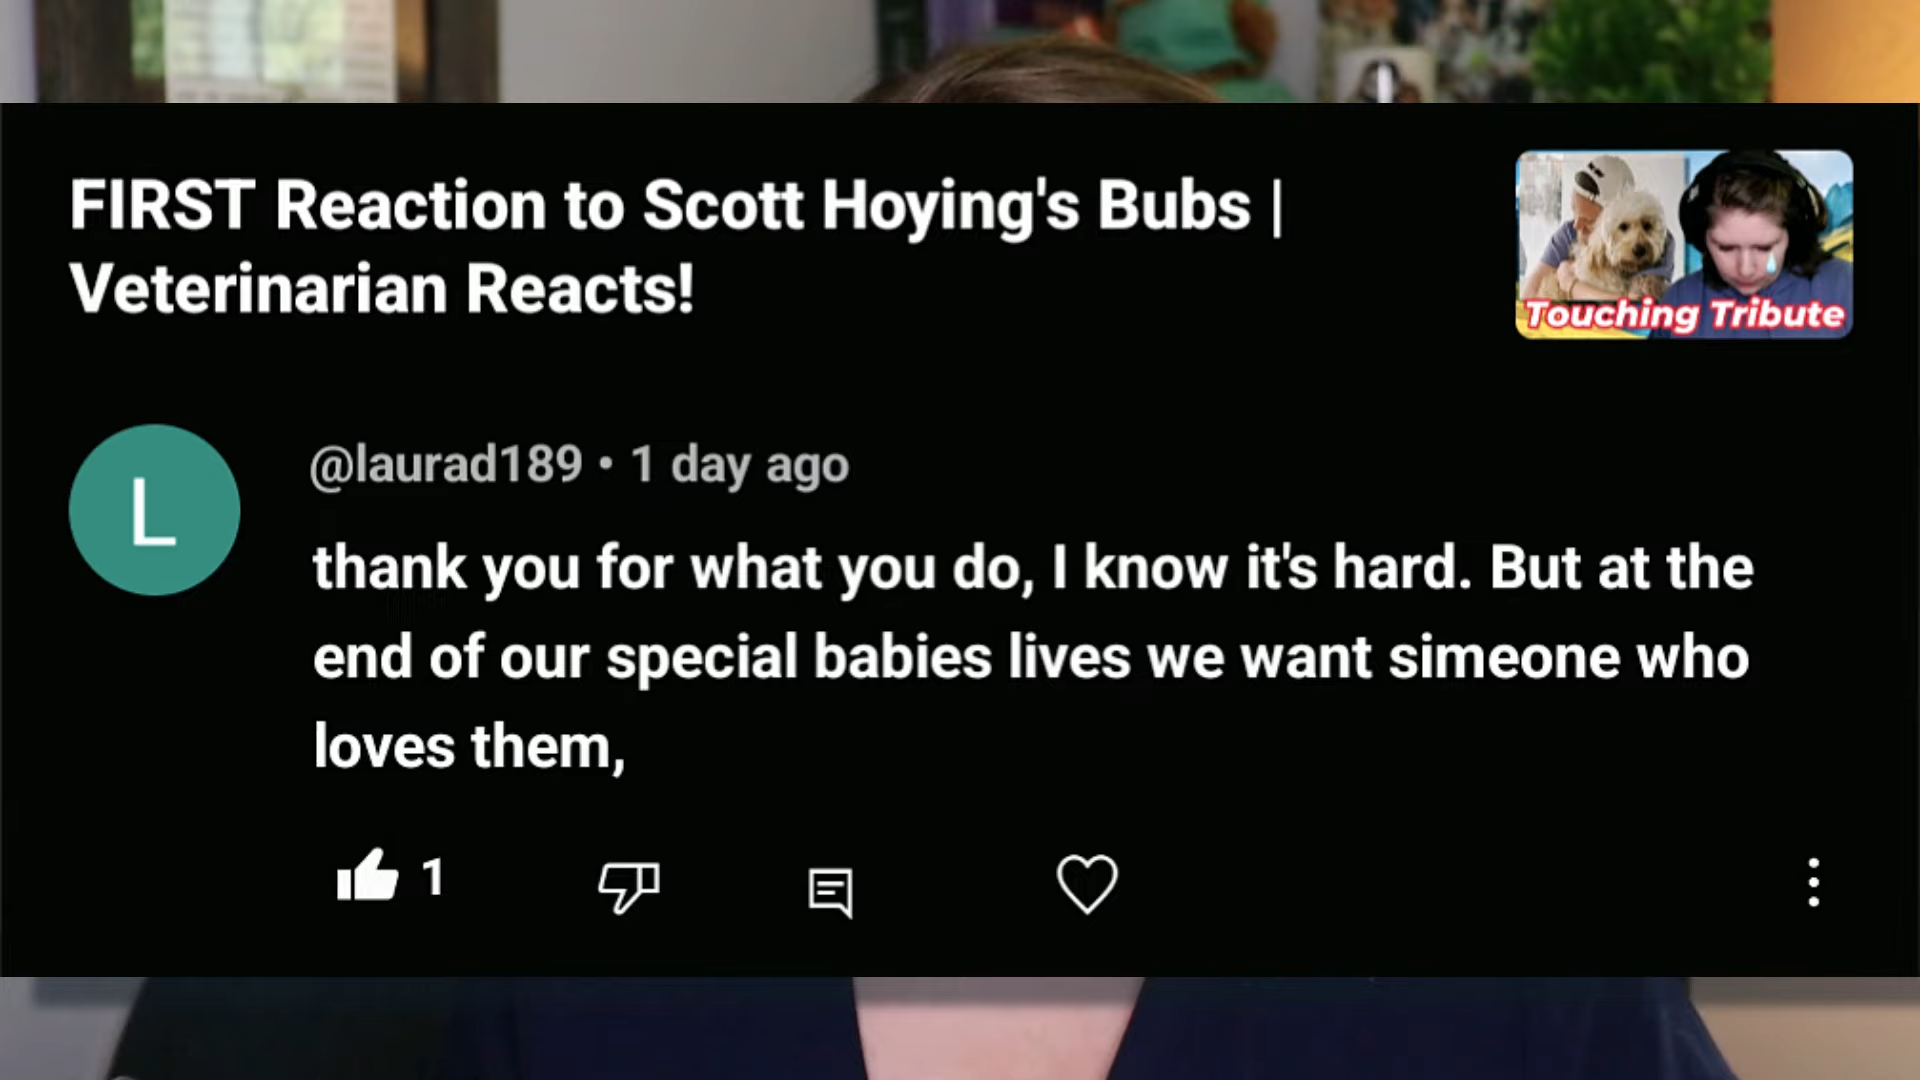 FIRST Reaction to Scott Hoying's Bubs |
Veterinarian Reacts!
Touching Tribute
L
@laurad189 • 1 day ago
thank you for what you do, I know it's hard. But at the
end of our special babies lives we want simeone who
loves them,
1